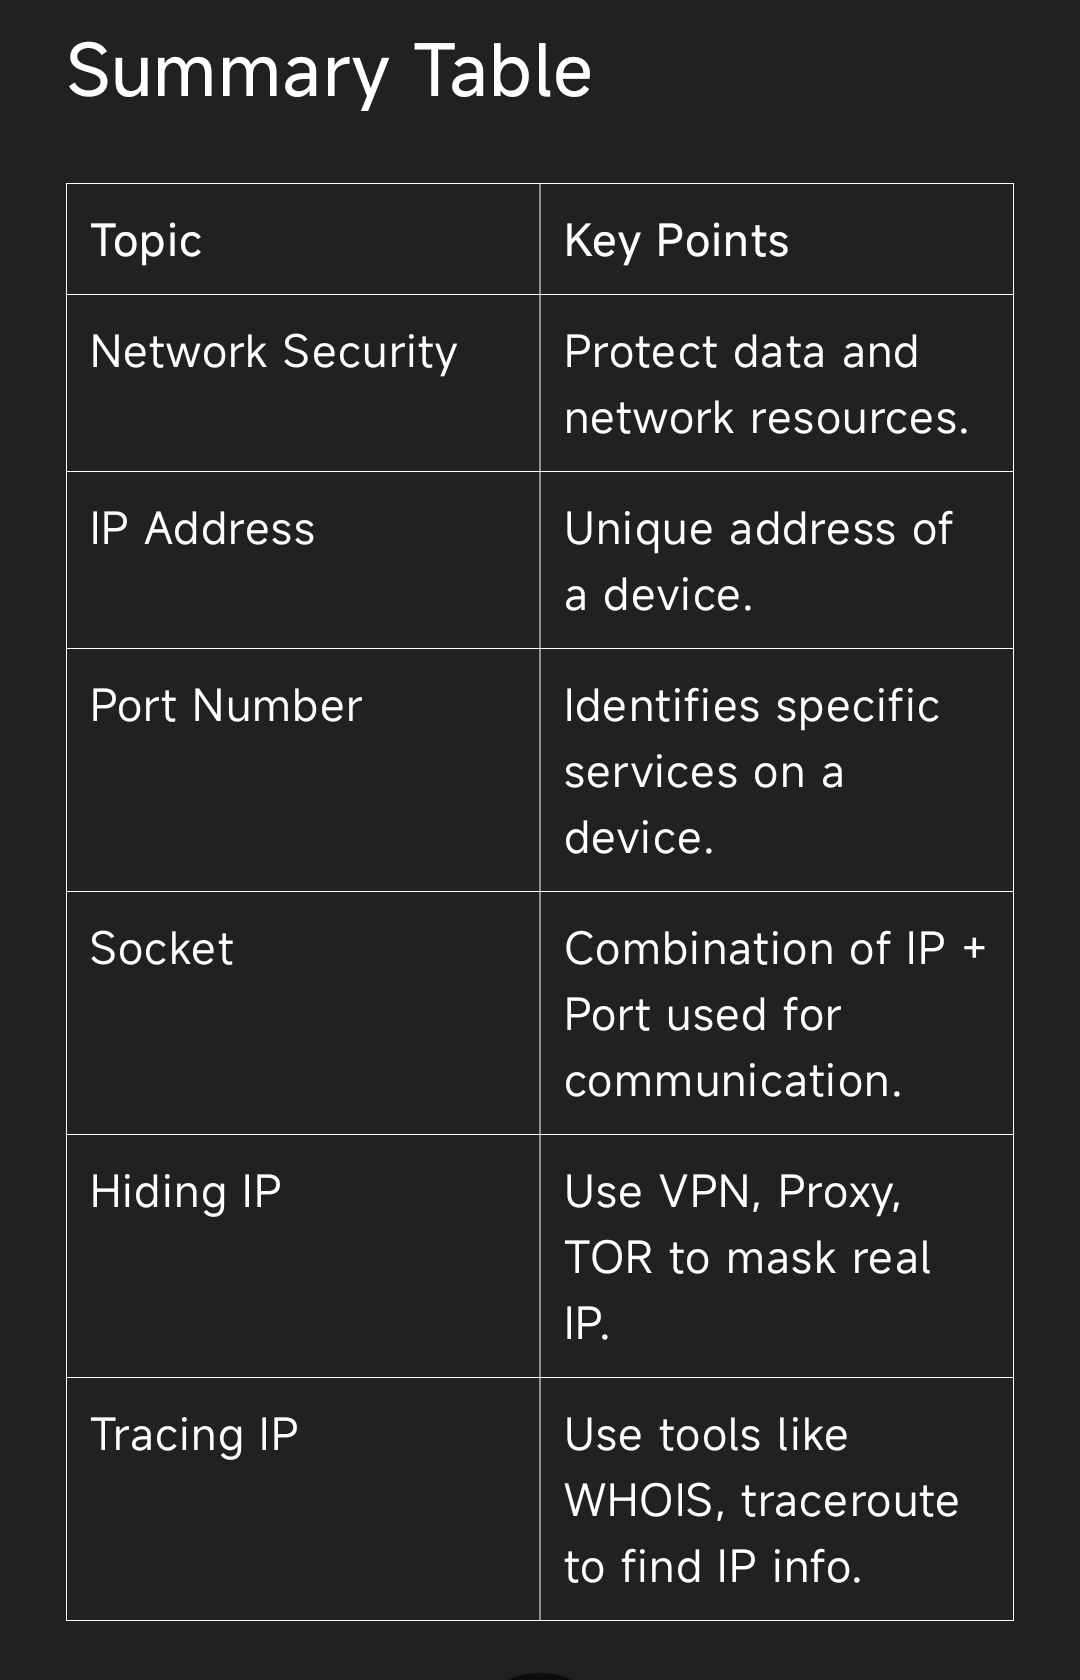 Summary Table
Topic
Key Points
Network Security
Protect data and
network resources.
IP Address
Unique address of
a device.
Port Number
Identifies specific
services on a
device.
Socket
Combination of IP +
Port used for
communication.
Hiding IP
Use VPN, Proxy,
TOR to mask real
IP.
Tracing IP
Use tools like
WHOIS, traceroute
to find IP info.